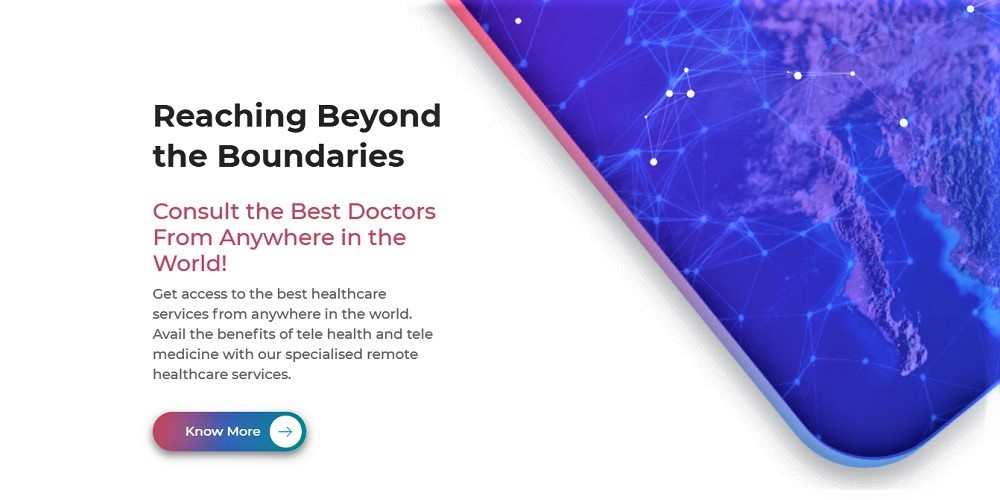 Reaching Beyond
the Boundaries
Consult the Best Doctors
From Anywhere in the
World!
Get access to the best healthcare
services from anywhere in the world.
Avail the benefits of tele health and tele
medicine with our specialised remote
healthcare services.
Know More